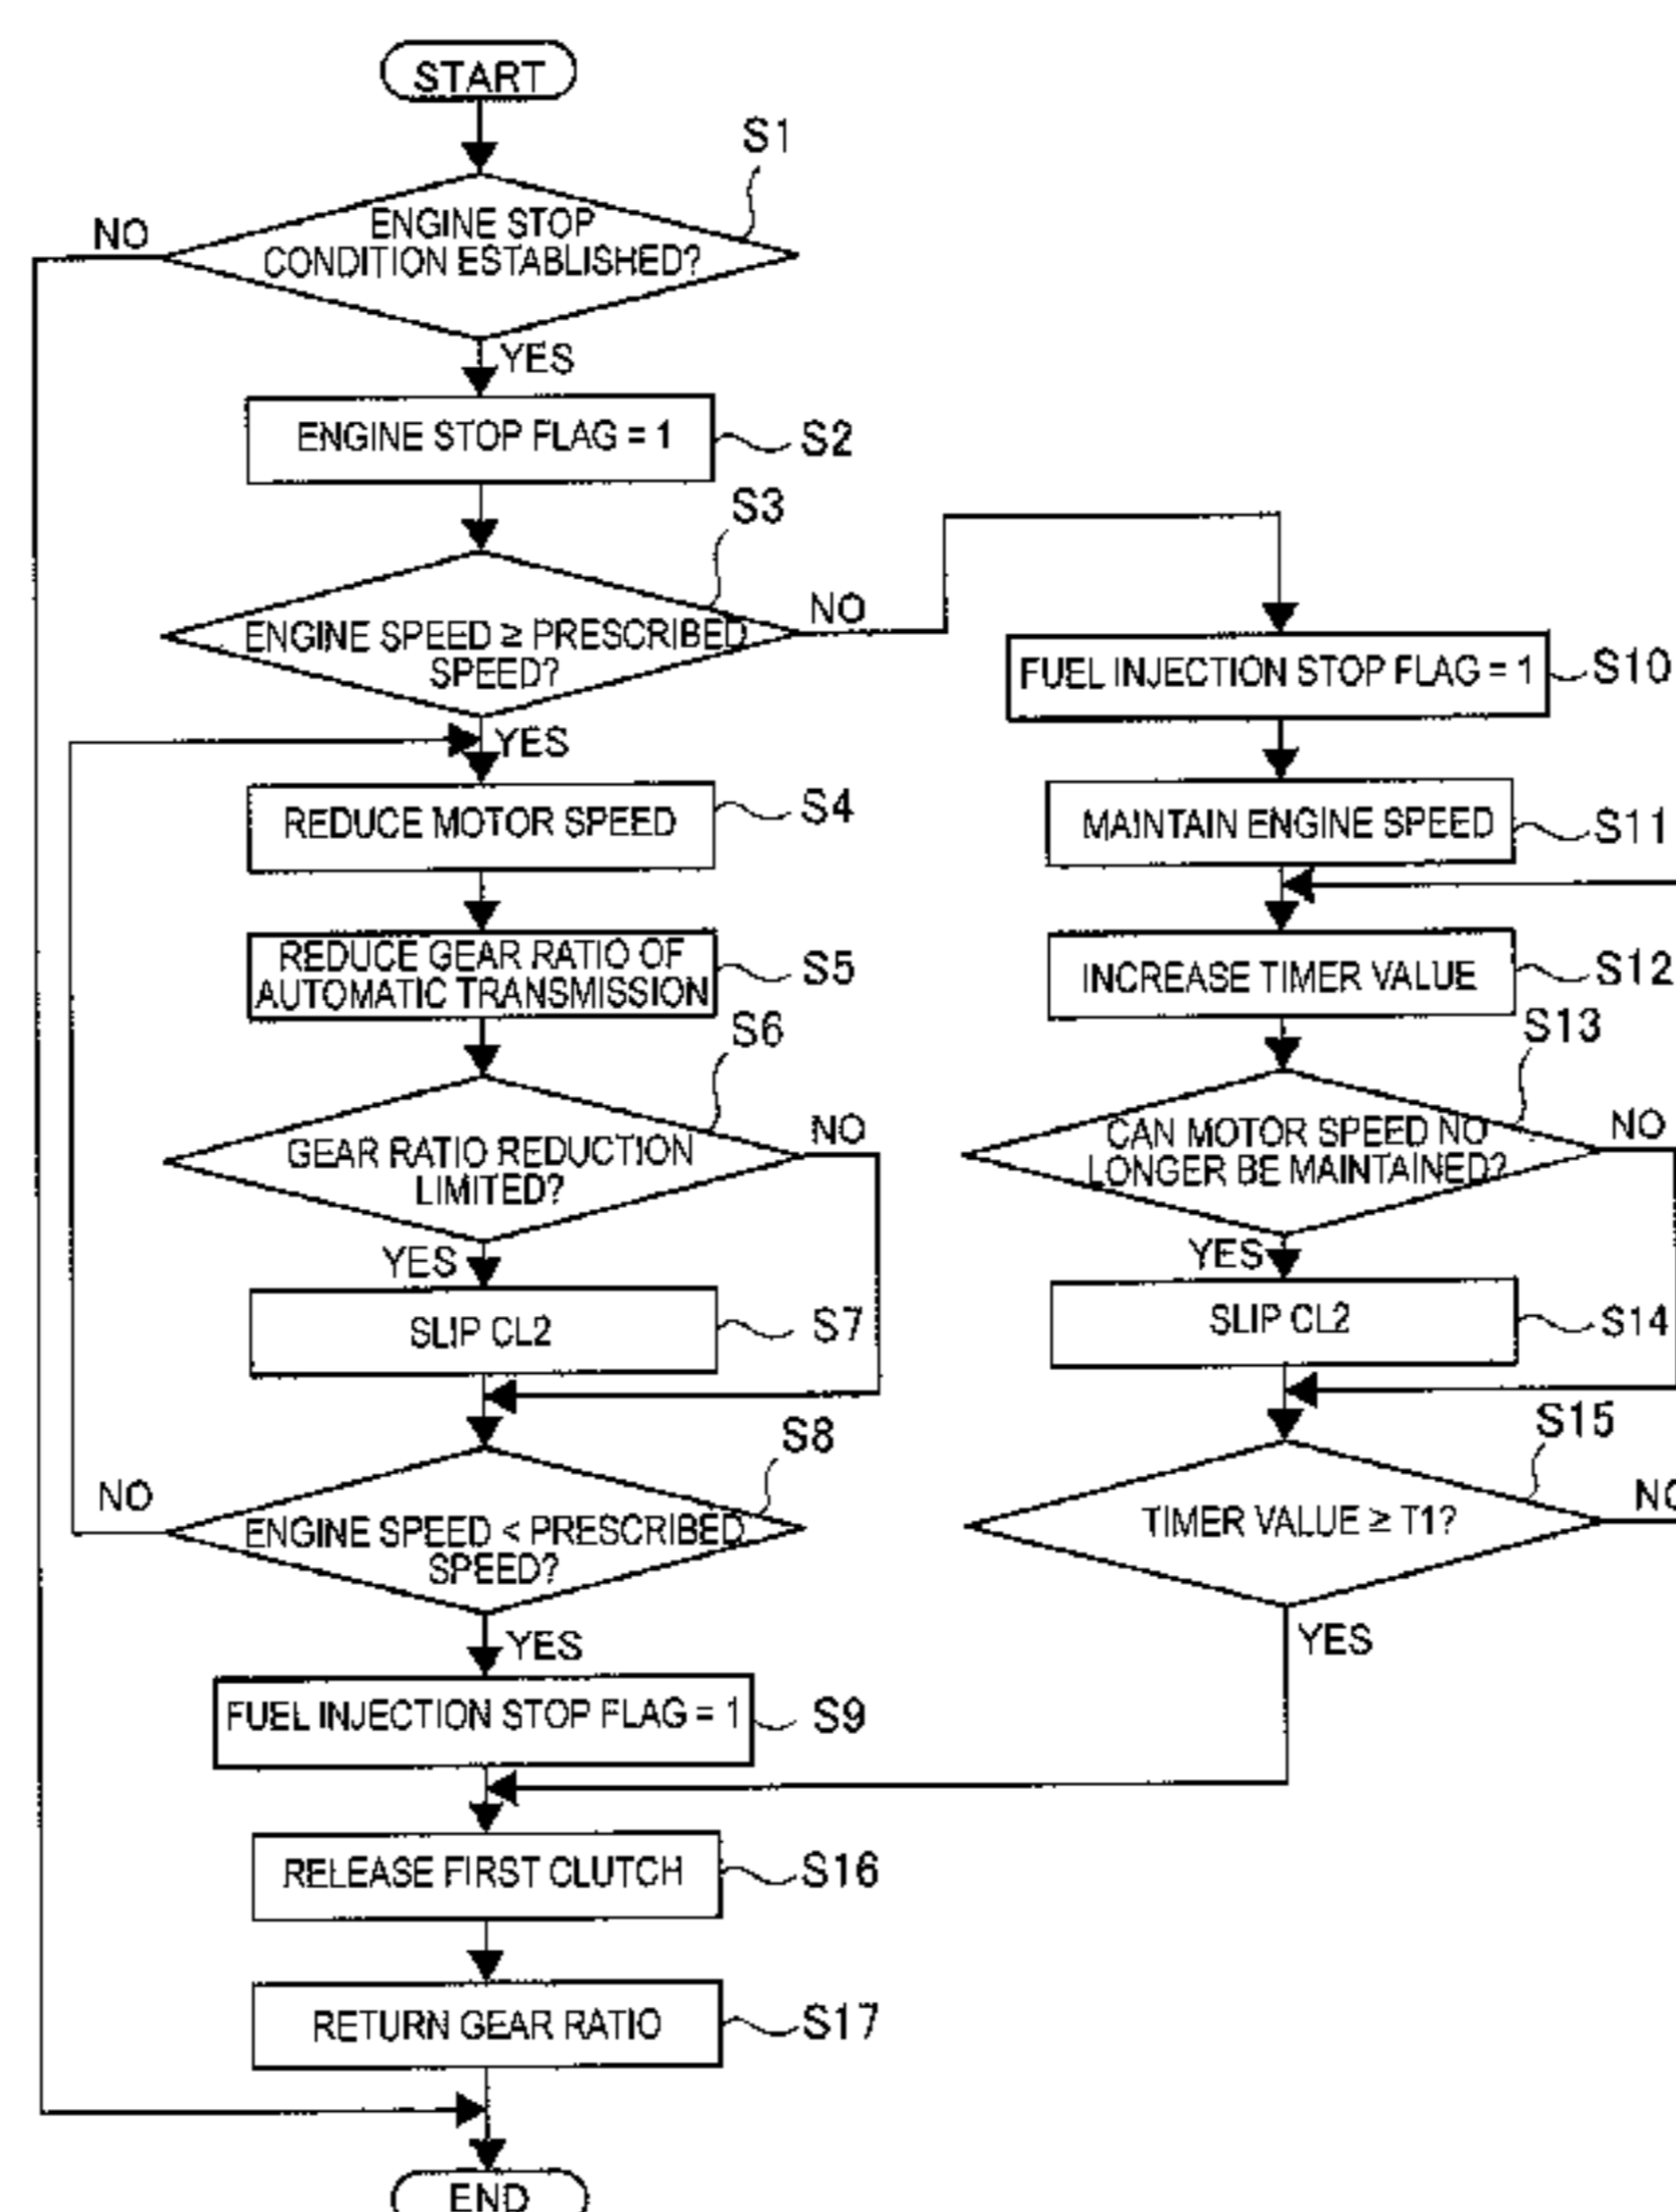 START
S1
NO
ENGINE STOP
CONDITION ESTABLISHED?
YES
ENGINE STOP FLAG = 1
S2
S3
ENGINE SPEED ≥ PRESCRIBED
SPEED?
NO
YES
REDUCE MOTOR SPEED
S4
REDUCE GEAR RATIO OF
AUTOMATIC TRANSMISSION
S5
S6
GEAR RATIO REDUCTION
LIMITED?
NO
YES
SLIP CL2
S7
S8
NO
ENGINE SPEED < PRESCRIBED
SPEED?
YES
FUEL INJECTION STOP FLAG = 1
S9
FUEL INJECTION STOP FLAG = 1
S10
MAINTAIN ENGINE SPEED
S11
INCREASE TIMER VALUE
S12
S13
CAN MOTOR SPEED NO
LONGER BE MAINTAINED?
NO
YES
SLIP CL2
S14
S15
TIMER VALUE ≥ T1?
NO
YES
RELEASE FIRST CLUTCH
S16
RETURN GEAR RATIO
S17
END